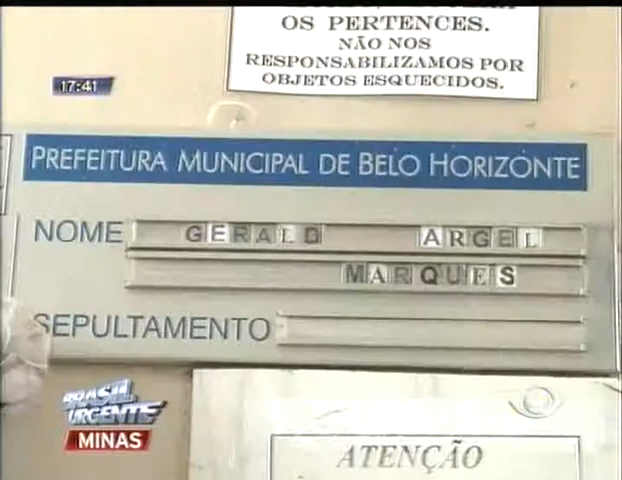 OS PERTENCES.
NÃO NOS
RESPONSABILIZAMOS POR
OBJETOS ESQUECIDOS.
17:41
PREFEITURA MUNICIPAL DE BELO HORIZONTE
NOME GERALD ARGEL
MARQUES
SEPULTAMENTO
BRASIL
URGENTE
MINAS
ATENÇÃO